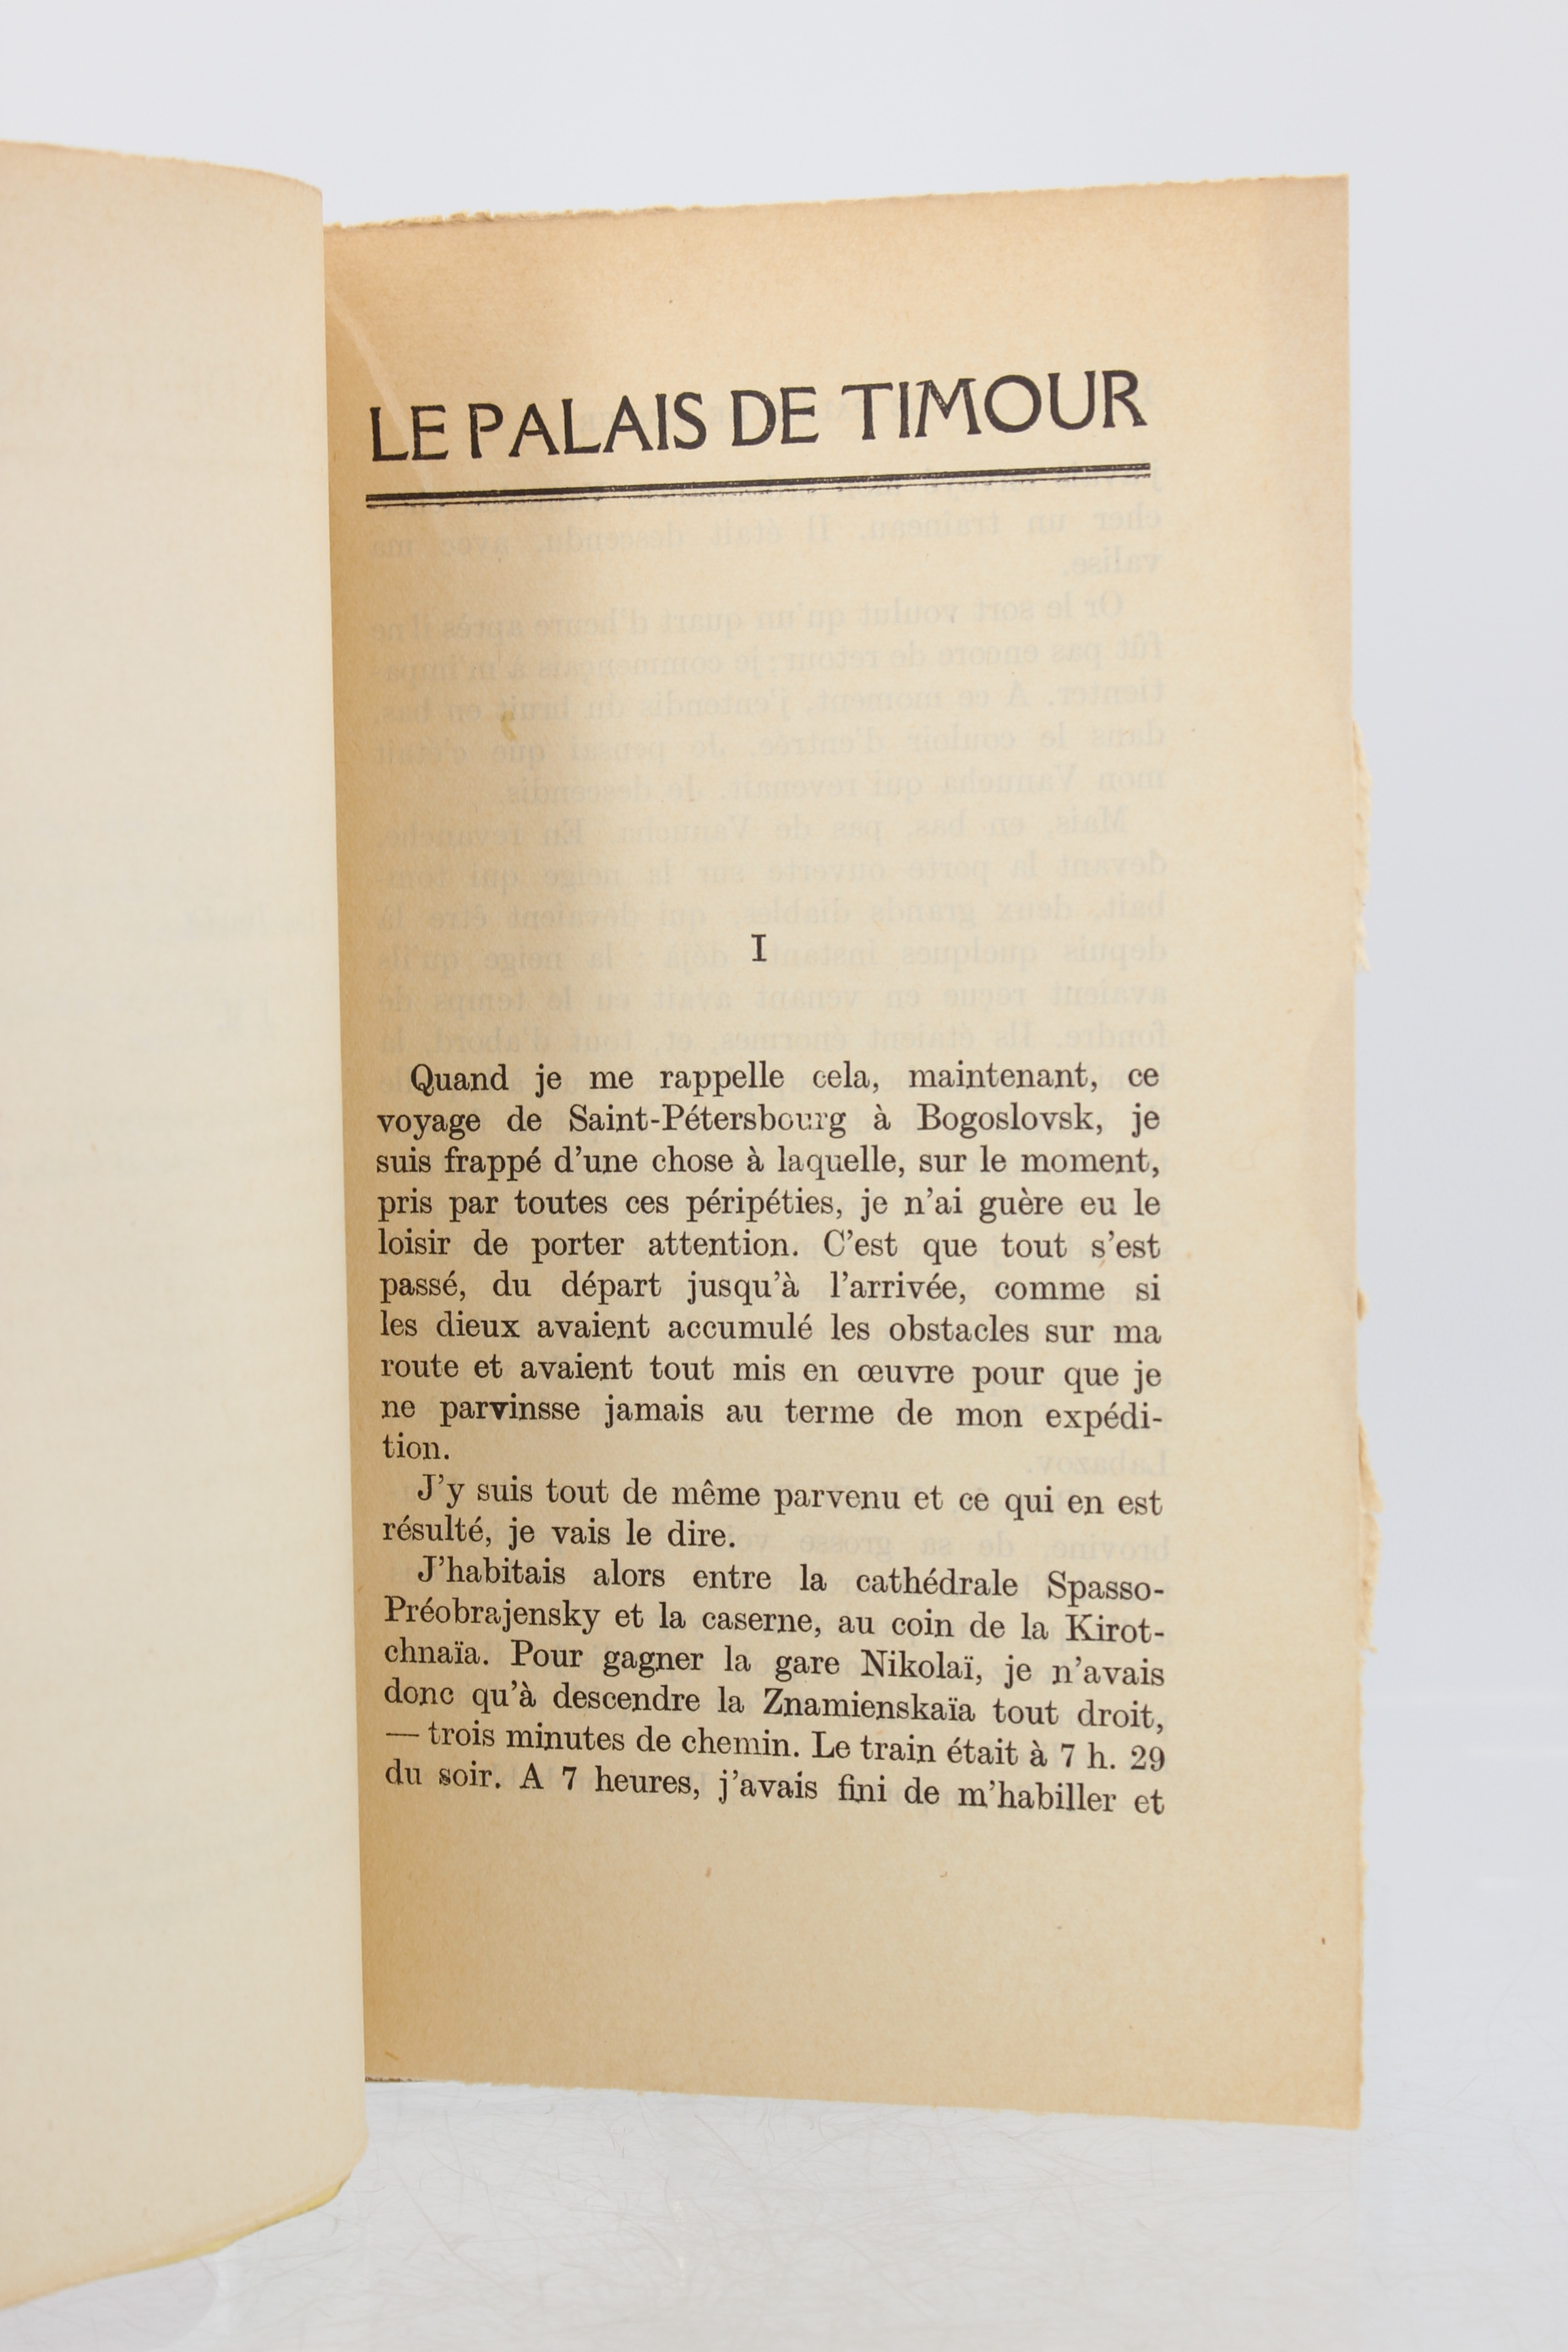 LE PALAIS DE TIMOUR
I
Quand je me rappelle cela, maintenant, ce
voyage de Saint-Pétersbourg à Bogoslovsk, je
suis frappé d'une chose à laquelle, sur le moment,
pris par toutes ces péripéties, je n'ai guère eu le
loisir de porter attention. C'est que tout s'est
passé, du départ jusqu'à l'arrivée, comme si
les dieux avaient accumulé les obstacles sur ma
route et avaient tout mis en œuvre pour que je
ne parvinsse jamais au terme de mon expédi-
tion.
J'y suis tout de même parvenu et ce qui en est
résulté, je vais le dire.
J'habitais alors entre la cathédrale Spasso-
Préobrajensky et la caserne, au coin de la Kirot-
chnaïa. Pour gagner la gare Nikolaï, je n'avais
donc qu'à descendre la Znamienskaïa tout droit,
— trois minutes de chemin. Le train était à 7 h. 29
du soir. A 7 heures, j'avais fini de m'habiller et